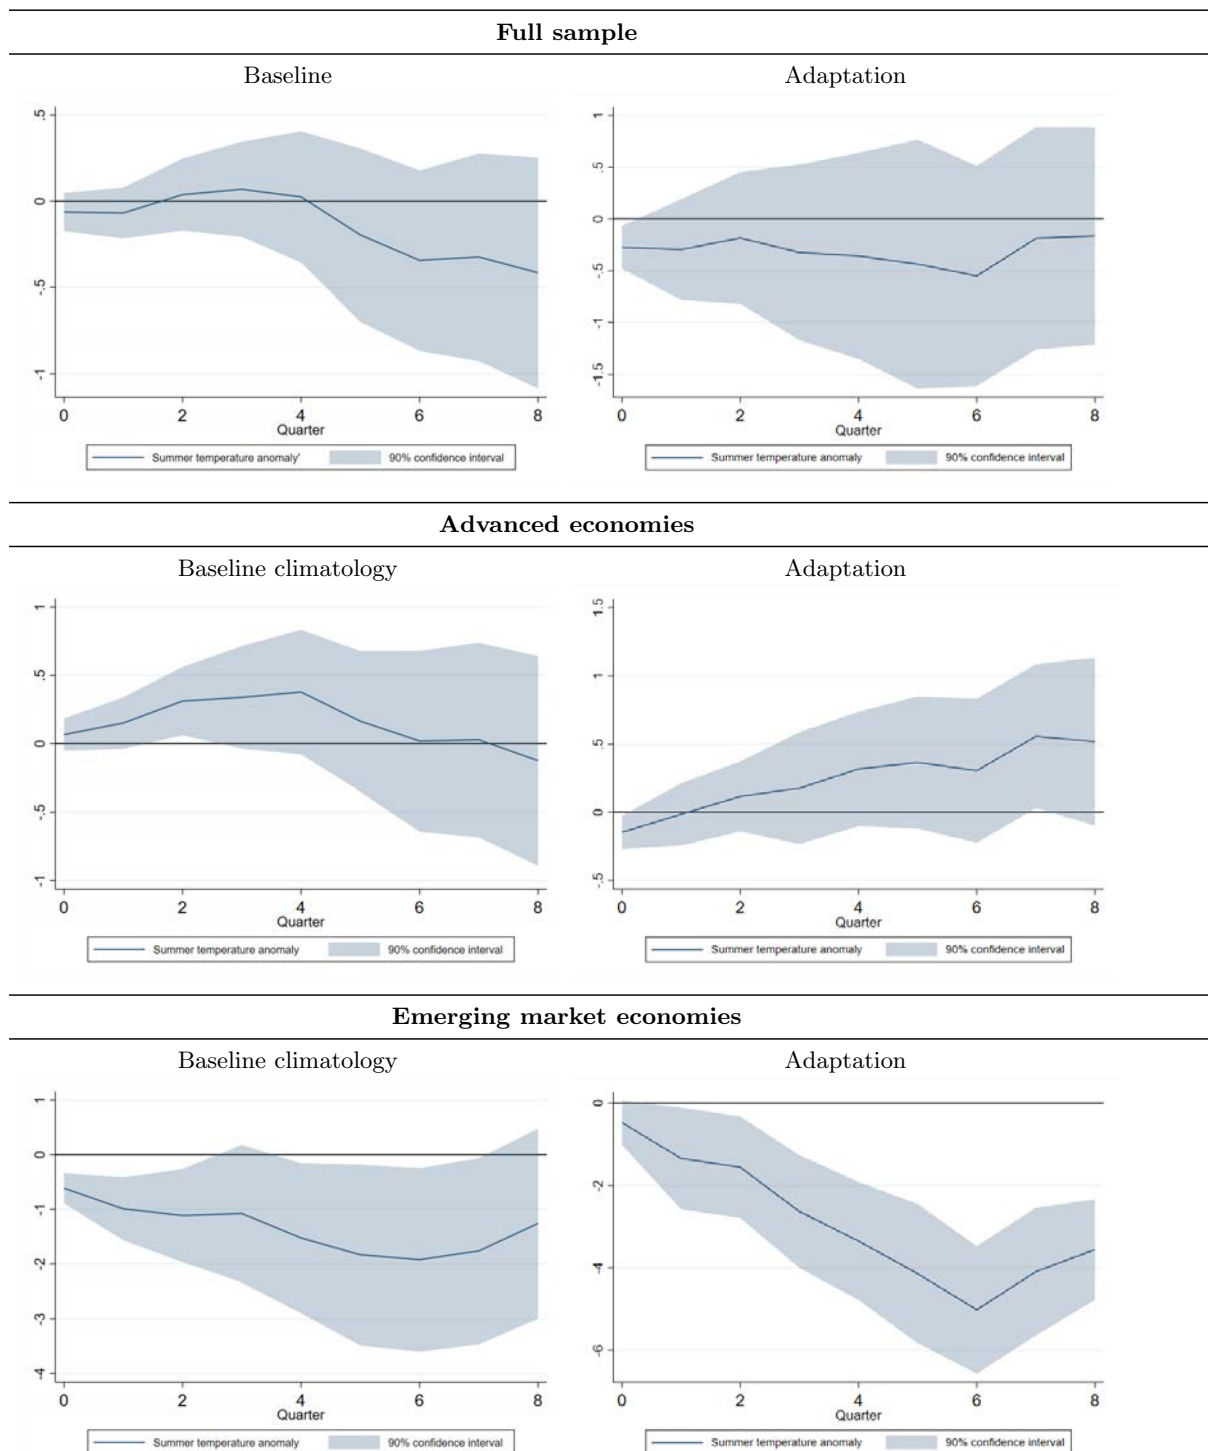 Full sample
Baseline
Adaptation
.5
0
-.5
-1
0 2 4 6 8
Quarter
Summer temperature anomaly' 90% confidence interval
1
.5
0
-.5
-1
-1.5
0 2 4 6 8
Quarter
Summer temperature anomaly 90% confidence interval
Advanced economies
Baseline climatology
Adaptation
1
.5
0
-.5
-1
0 2 4 6 8
Quarter
Summer temperature anomaly 90% confidence interval
1.5
1
.5
0
-.5
0 2 4 6 8
Quarter
Summer temperature anomaly 90% confidence interval
Emerging market economies
Baseline climatology
Adaptation
1
0
-1
-2
-3
-4
0 2 4 6 8
Quarter
Summer temperature anomaly 90% confidence interval
0
-2
-4
-6
0 2 4 6 8
Quarter
Summer temperature anomaly 90% confidence interval